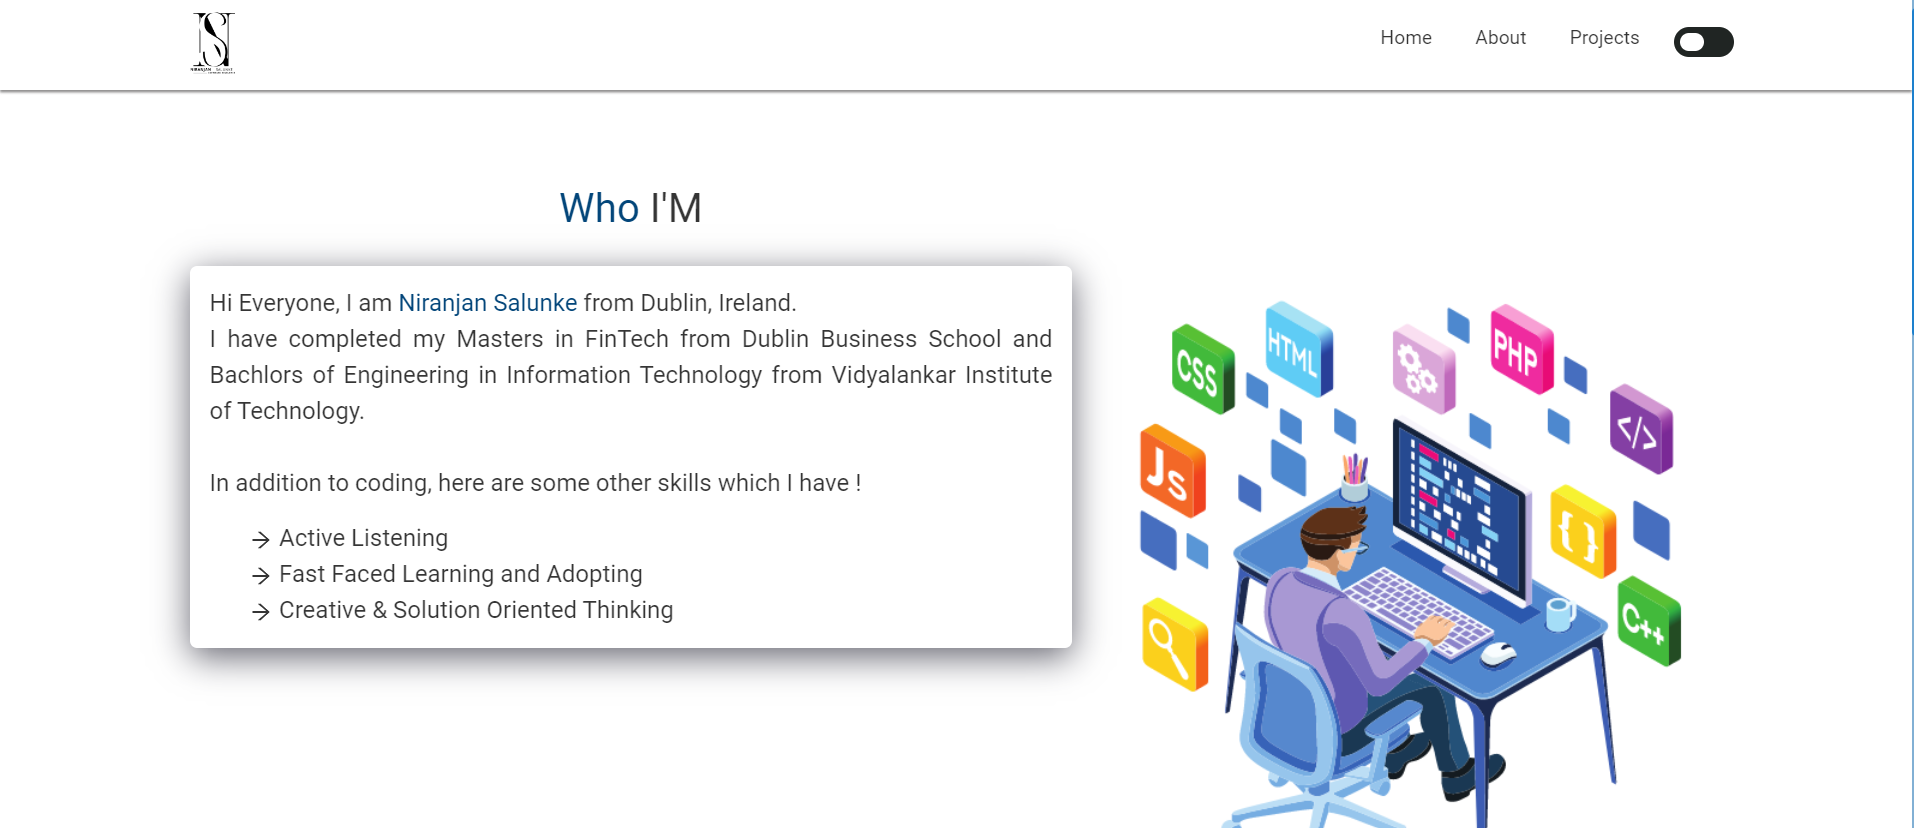 NIRANJAN SALUNKE
Home About Projects
Who I'M
Hi Everyone, I am Niranjan Salunke from Dublin, Ireland.
I have completed my Masters in FinTech from Dublin Business School and
Bachlors of Engineering in Information Technology from Vidyalankar Institute
of Technology.
In addition to coding, here are some other skills which I have !
→ Active Listening
→ Fast Faced Learning and Adopting
→ Creative & Solution Oriented Thinking
CSS
HTML
PHP
</>
Js
{ }
C++